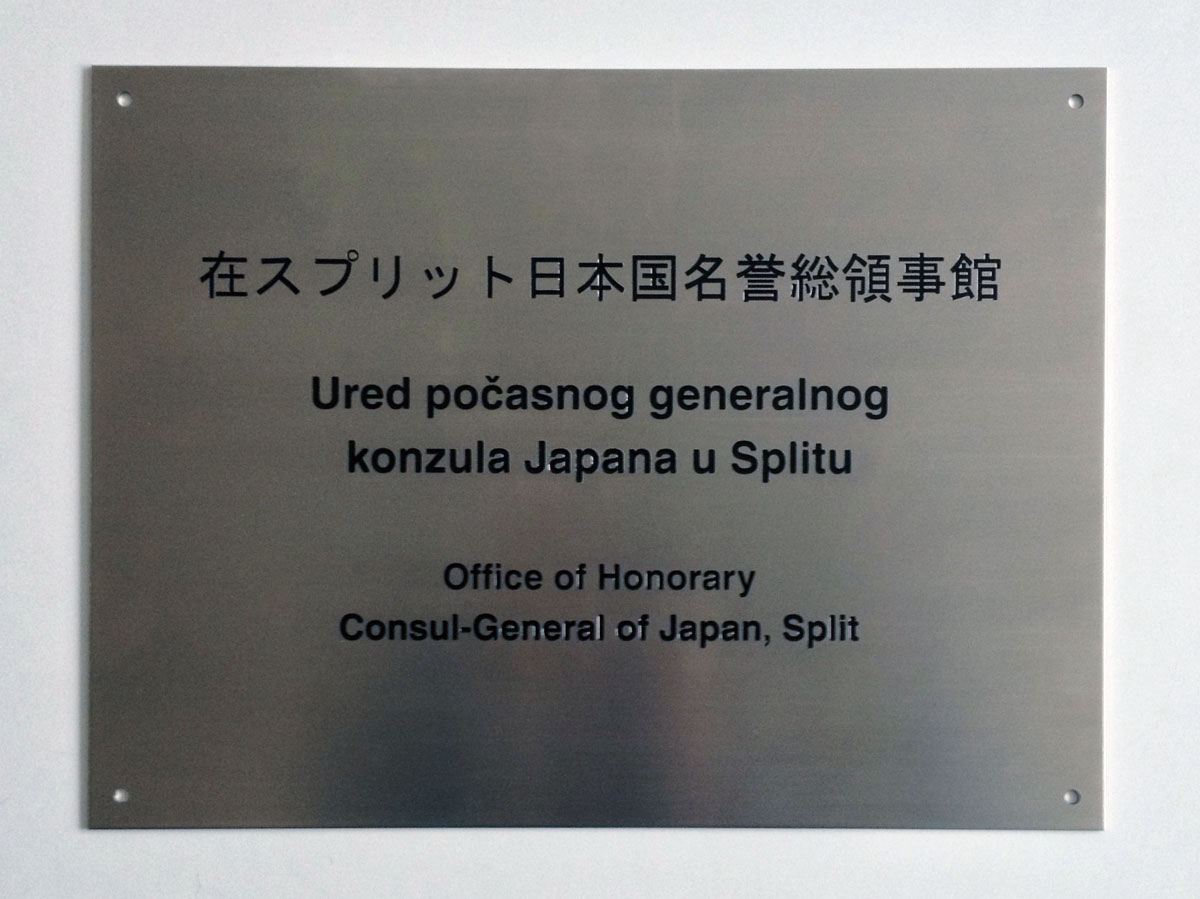 在スプリット日本国名誉総領事館
Ured počasnog generalnog
konzula Japana u Splitu
Office of Honorary
Consul-General of Japan, Split